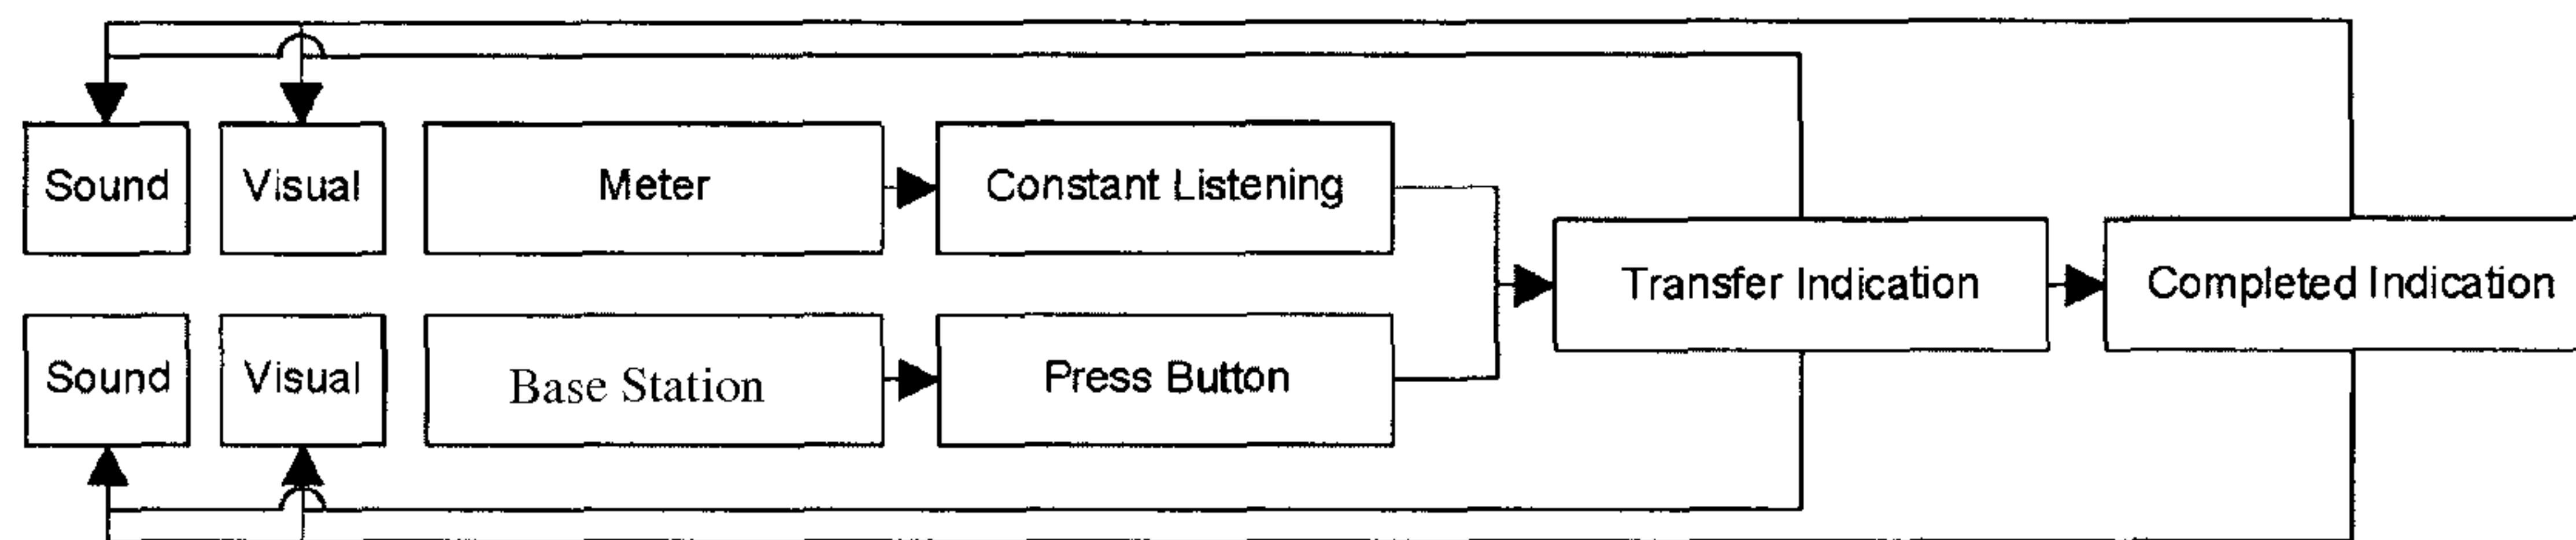 Sound
Visual
Meter
Constant Listening
Transfer Indication
Completed Indication
Sound
Visual
Base Station
Press Button